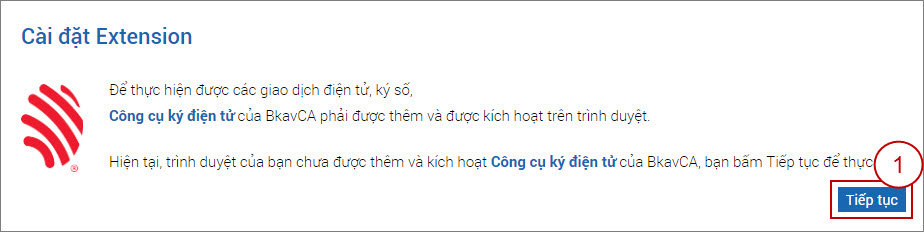 Cài đặt Extension
Để thực hiện được các giao dịch điện tử, ký số,
Công cụ ký điện tử của BkavCA phải được thêm và được kích hoạt trên trình duyệt.
Hiện tại, trình duyệt của bạn chưa được thêm và kích hoạt Công cụ ký điện tử của BkavCA, bạn bấm Tiếp tục để thực
1
Tiếp tục
®